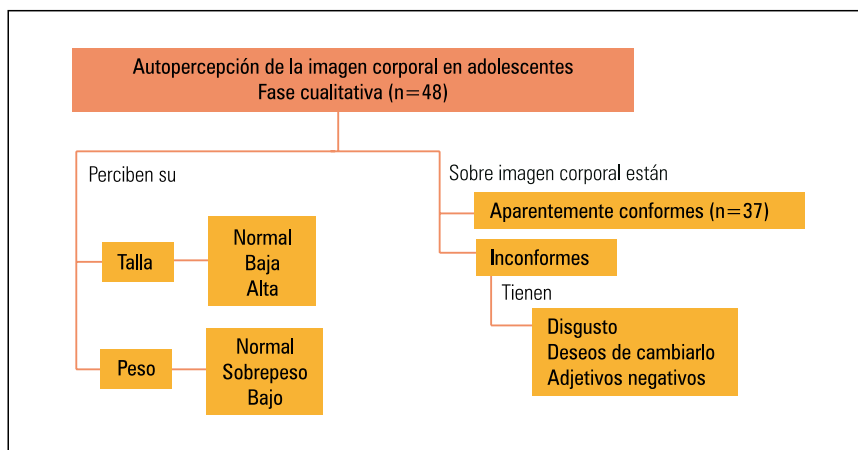 Autopercepción de la imagen corporal en adolescentes
Fase cualitativa (n=48)
Perciben su
Talla
Normal
Baja
Alta
Peso
Normal
Sobrepeso
Bajo
Sobre imagen corporal están
Aparentemente conformes (n=37)
Inconformes
Tienen
Disgusto
Deseos de cambiarlo
Adjetivos negativos